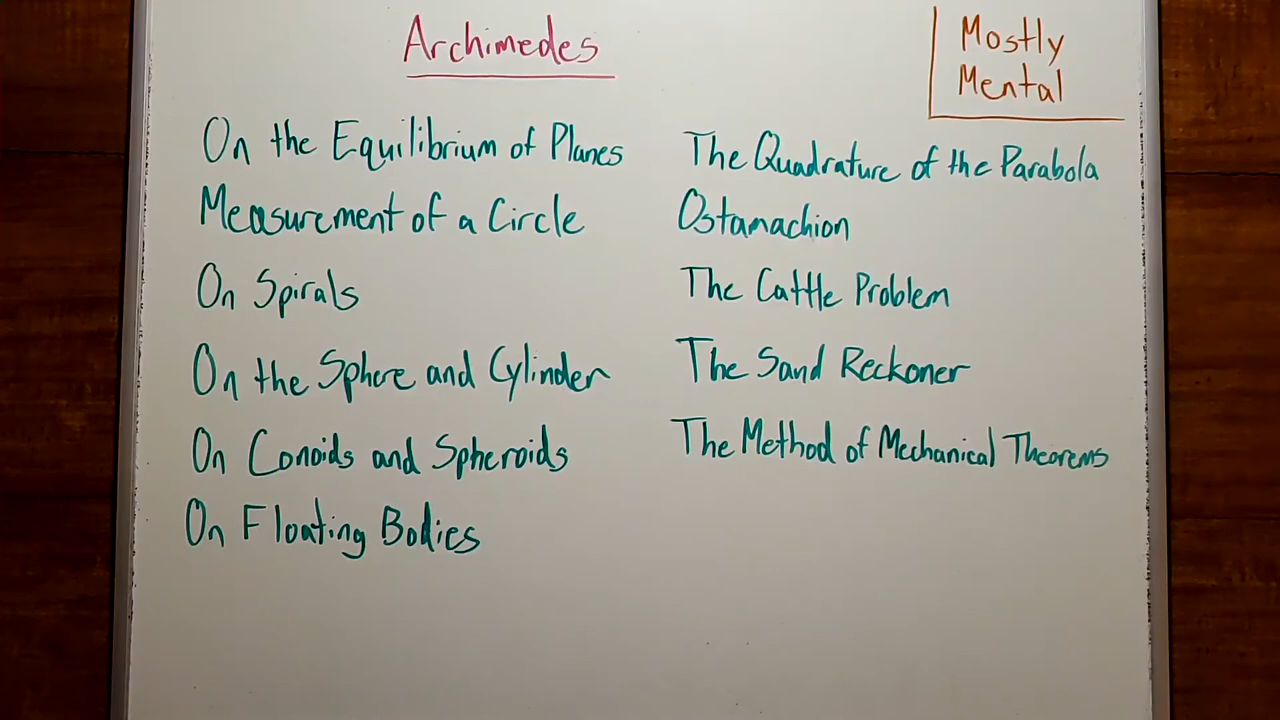 Archimedes
Mostly
Mental
On the Equilibrium of Planes
Measurement of a Circle
On Spirals
On the Sphere and Cylinder
On Conoids and Spheroids
On Floating Bodies
The Quadrature of the Parabola
Ostamachion
The Cattle Problem
The Sand Reckoner
The Method of Mechanical Theorems